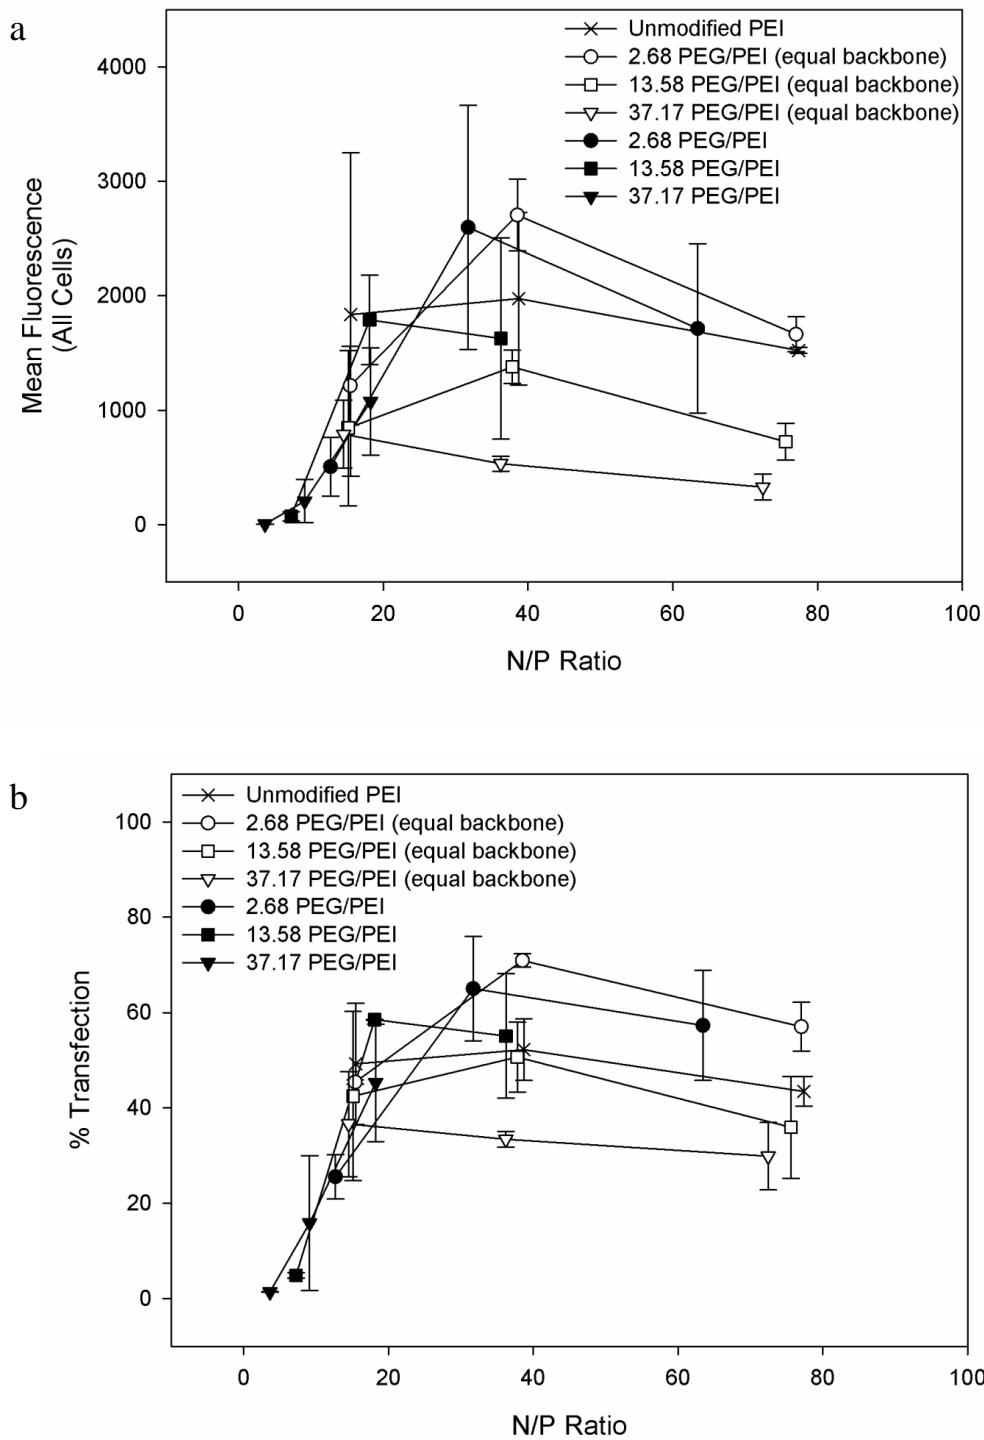 a
Unmodified PEI
2.68 PEG/PEI (equal backbone)
13.58 PEG/PEI (equal backbone)
37.17 PEG/PEI (equal backbone)
2.68 PEG/PEI
13.58 PEG/PEI
37.17 PEG/PEI
Mean Fluorescence
(All Cells)
4000
3000
2000
1000
0
0 20 40 60 80 100
N/P Ratio
b
Unmodified PEI
2.68 PEG/PEI (equal backbone)
13.58 PEG/PEI (equal backbone)
37.17 PEG/PEI (equal backbone)
2.68 PEG/PEI
13.58 PEG/PEI
37.17 PEG/PEI
% Transfection
100
80
60
40
20
0
0 20 40 60 80 100
N/P Ratio